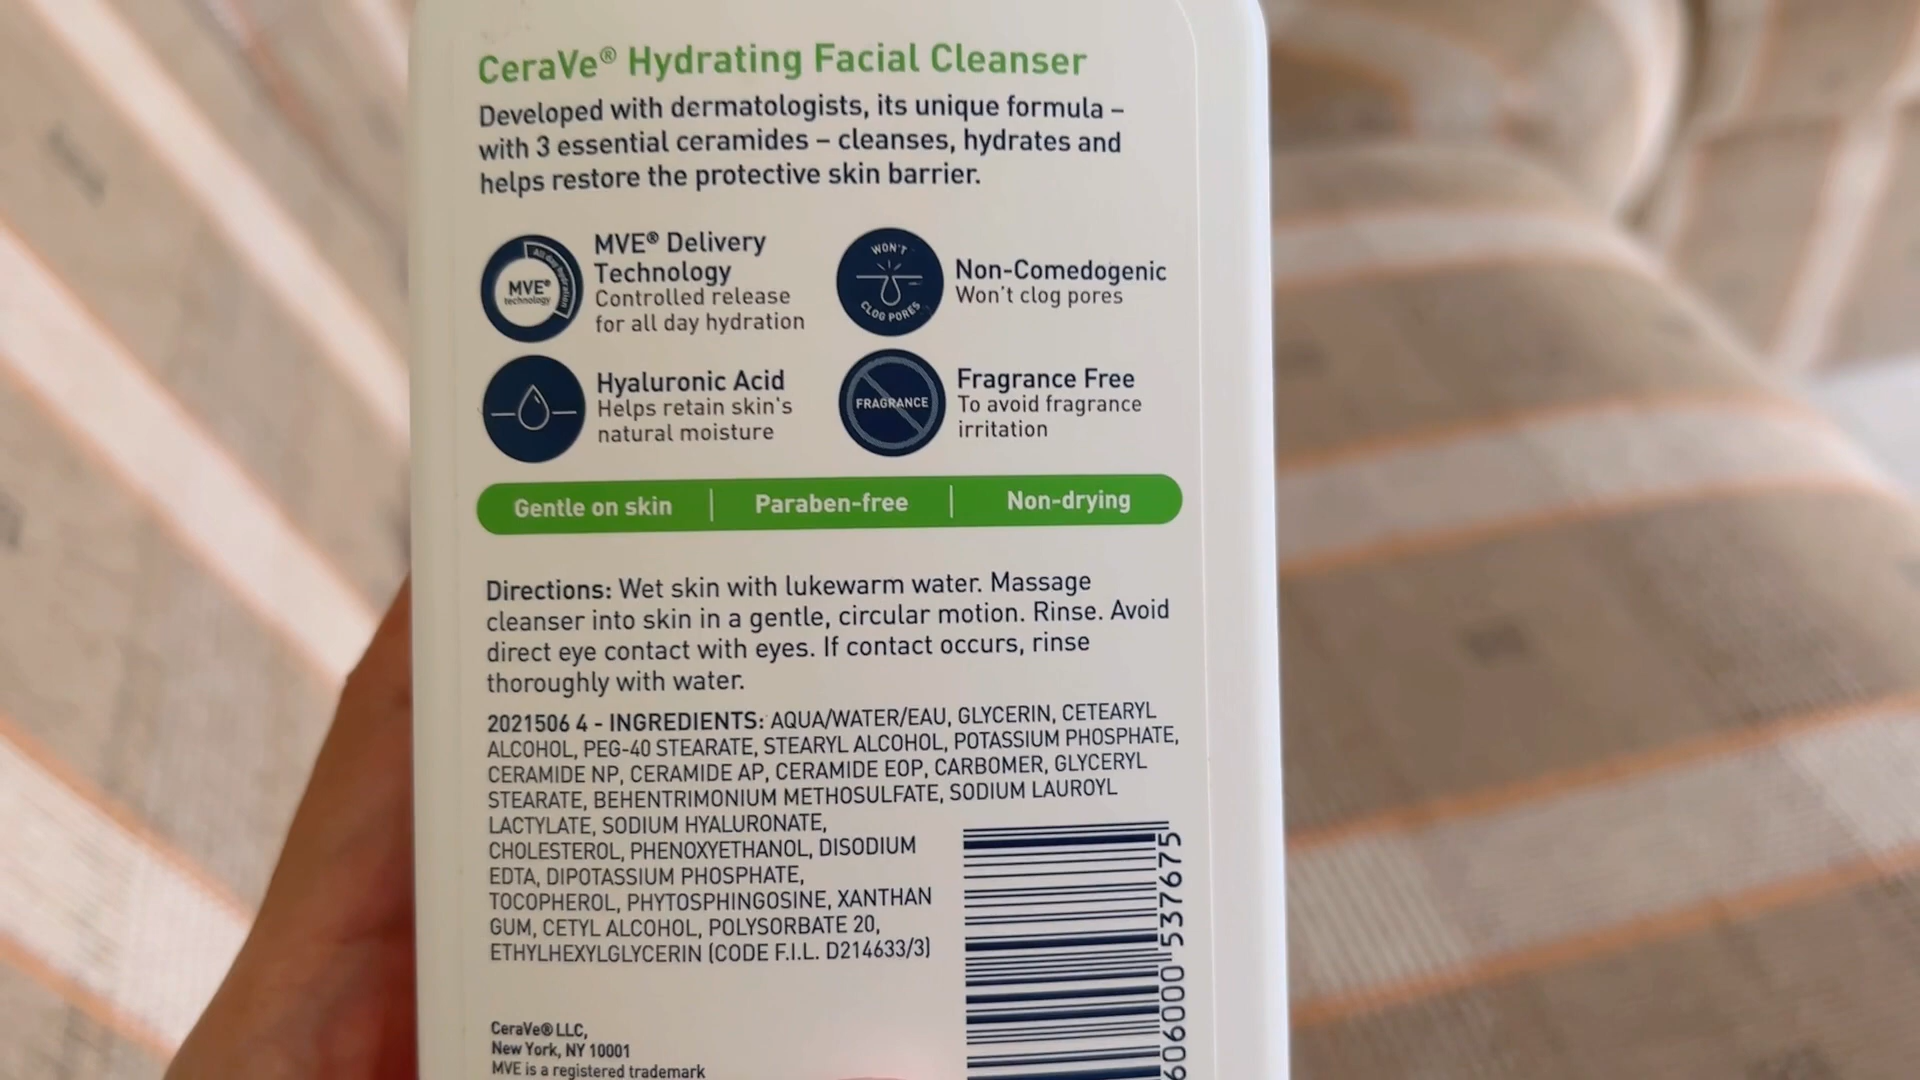 CeraVe® Hydrating Facial Cleanser
Developed with dermatologists, its unique formula –
with 3 essential ceramides – cleanses, hydrates and
helps restore the protective skin barrier.
All day hydration
MVE®
technology
MVE® Delivery
Technology
Controlled release
for all day hydration
WON'T
CLOG PORES
Non-Comedogenic
Won't clog pores
Hyaluronic Acid
Helps retain skin's
natural moisture
FRAGRANCE
Fragrance Free
To avoid fragrance
irritation
Gentle on skin | Paraben-free | Non-drying
Directions: Wet skin with lukewarm water. Massage
cleanser into skin in a gentle, circular motion. Rinse. Avoid
direct eye contact with eyes. If contact occurs, rinse
thoroughly with water.
2021506 4 - INGREDIENTS: AQUA/WATER/EAU, GLYCERIN, CETEARYL
ALCOHOL, PEG-40 STEARATE, STEARYL ALCOHOL, POTASSIUM PHOSPHATE,
CERAMIDE NP, CERAMIDE AP, CERAMIDE EOP, CARBOMER, GLYCERYL
STEARATE, BEHENTRIMONIUM METHOSULFATE, SODIUM LAUROYL
LACTYLATE, SODIUM HYALURONATE,
CHOLESTEROL, PHENOXYETHANOL, DISODIUM
EDTA, DIPOTASSIUM PHOSPHATE,
TOCOPHEROL, PHYTOSPHINGOSINE, XANTHAN
GUM, CETYL ALCOHOL, POLYSORBATE 20,
ETHYLHEXYLGLYCERIN (CODE F.I.L. D214633/3)
606000 537675
CeraVe® LLC,
New York, NY 10001
MVE is a registered trademark